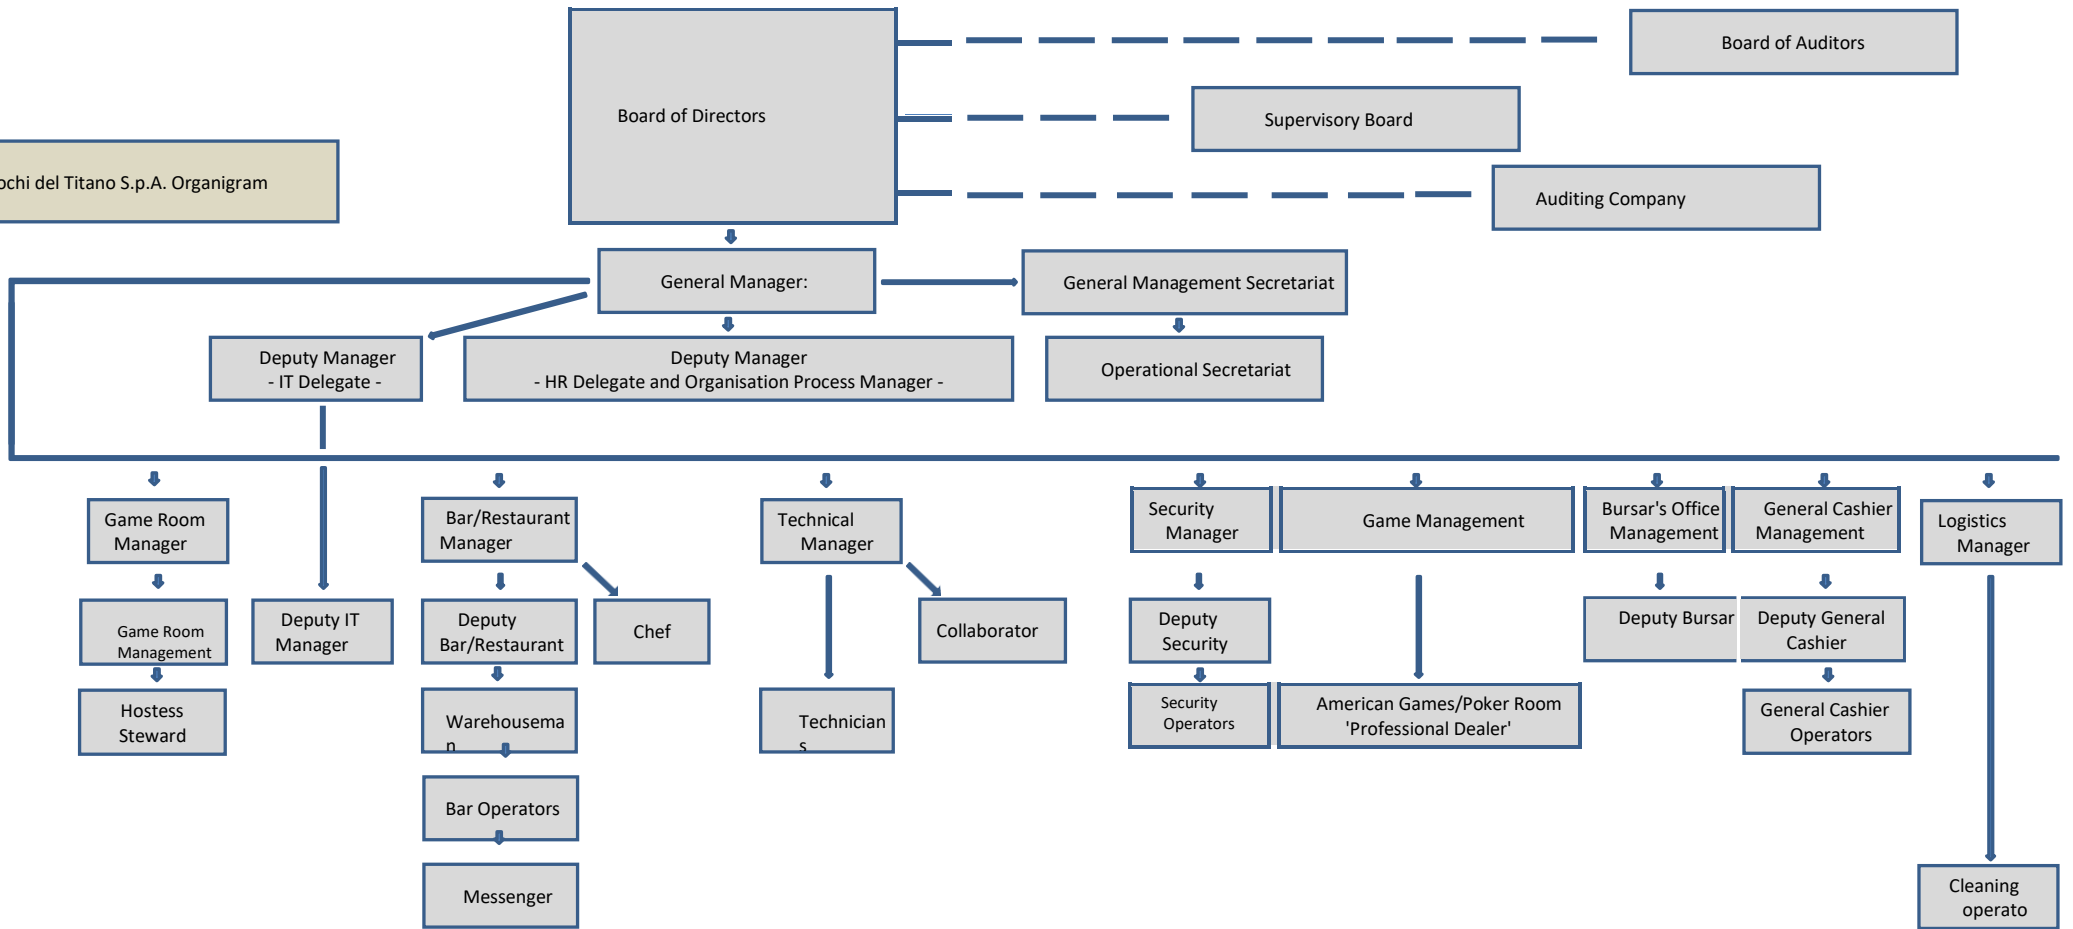 Board of Auditors
Board of Directors
Supervisory Board
ochi del Titano S.p.A. Organigram
Auditing Company
General Manager:
General Management Secretariat
Deputy Manager
- IT Delegate -
Deputy Manager
- HR Delegate and Organisation Process Manager -
Operational Secretariat
Game Room
Manager
Bar/Restaurant
Manager
Technical
Manager
Security
Manager
Game Management
Bursar's Office
Management
General Cashier
Management
Logistics
Manager
Game Room
Management
Deputy IT
Manager
Deputy
Bar/Restaurant
Chef
Collaborator
Deputy
Security
Deputy Bursar
Deputy General
Cashier
Hostess
Steward
Warehousema
n
Technician
s
Security
Operators
American Games/Poker Room
'Professional Dealer'
General Cashier
Operators
Bar Operators
Messenger
Cleaning
operato